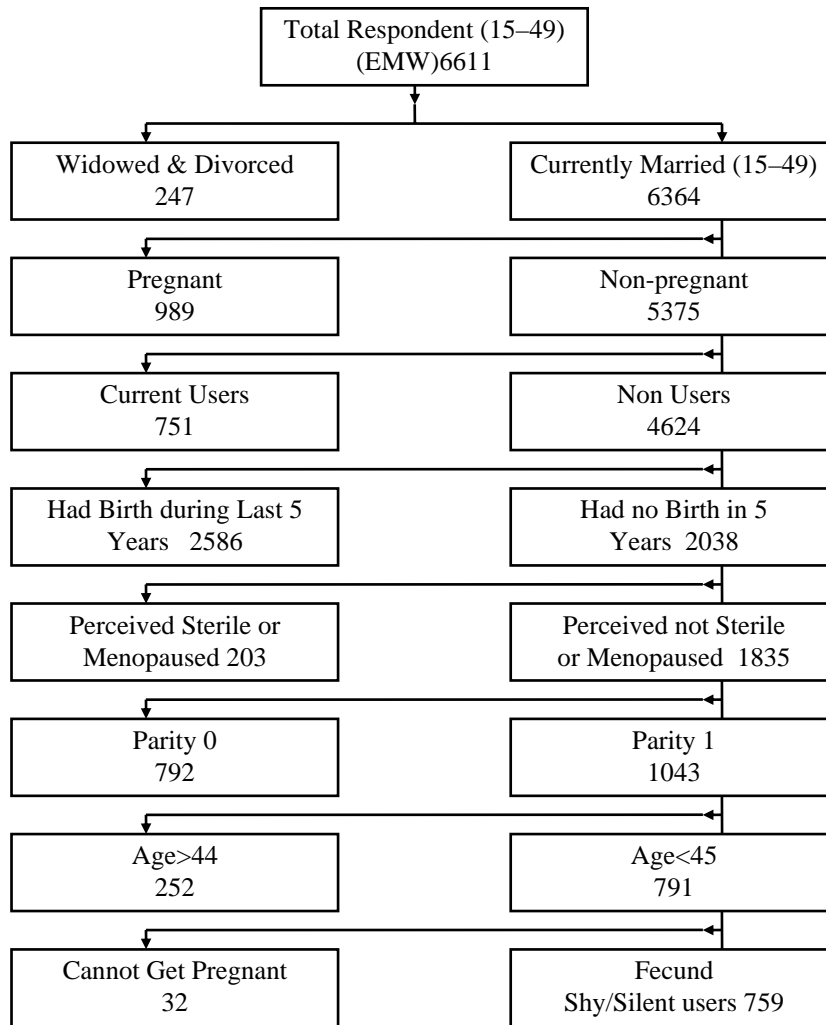 Total Respondent (15–49)
(EMW)6611
Widowed & Divorced
247
Currently Married (15–49)
6364
Pregnant
989
Non-pregnant
5375
Current Users
751
Non Users
4624
Had Birth during Last 5
Years 2586
Had no Birth in 5
Years 2038
Perceived Sterile or
Menopaused 203
Perceived not Sterile
or Menopaused 1835
Parity 0
792
Parity 1
1043
Age>44
252
Age<45
791
Cannot Get Pregnant
32
Fecund
Shy/Silent users 759